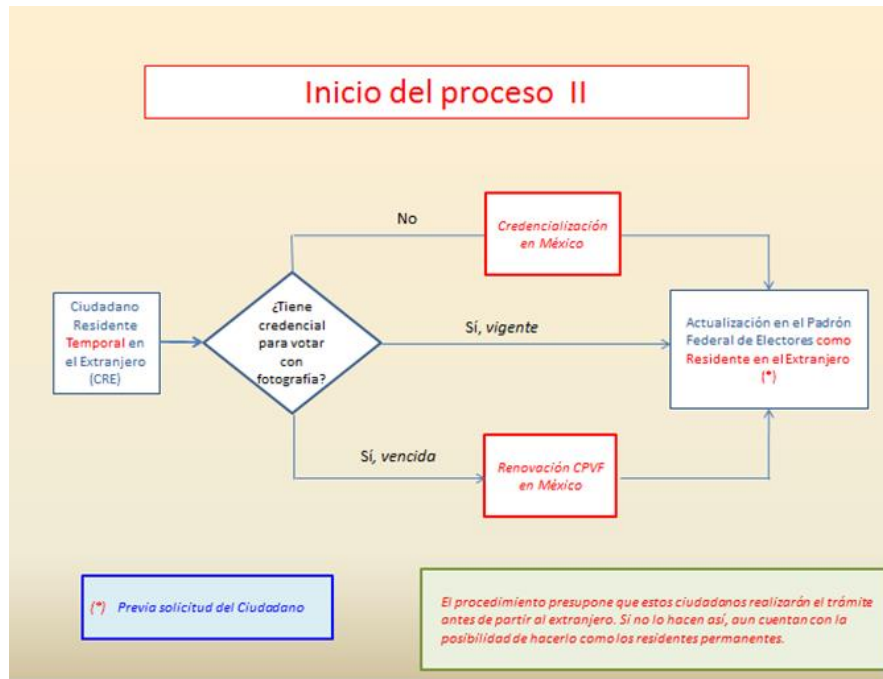 Inicio del proceso II
No
Credencialización
en México
Ciudadano
Residente
Temporal en
el Extranjero
(CRE)
¿Tiene
credencial
para votar
con
fotografía?
Sí, vigente
Actualización en el Padrón
Federal de Electores como
Residente en el Extranjero
(*)
Sí, vencida
Renovación CPVF
en México
(*) Previa solicitud del Ciudadano
El procedimiento presupone que estos ciudadanos realizarán el trámite
antes de partir al extranjero. Si no lo hacen así, aun cuentan con la
posibilidad de hacerlo como los residentes permanentes.